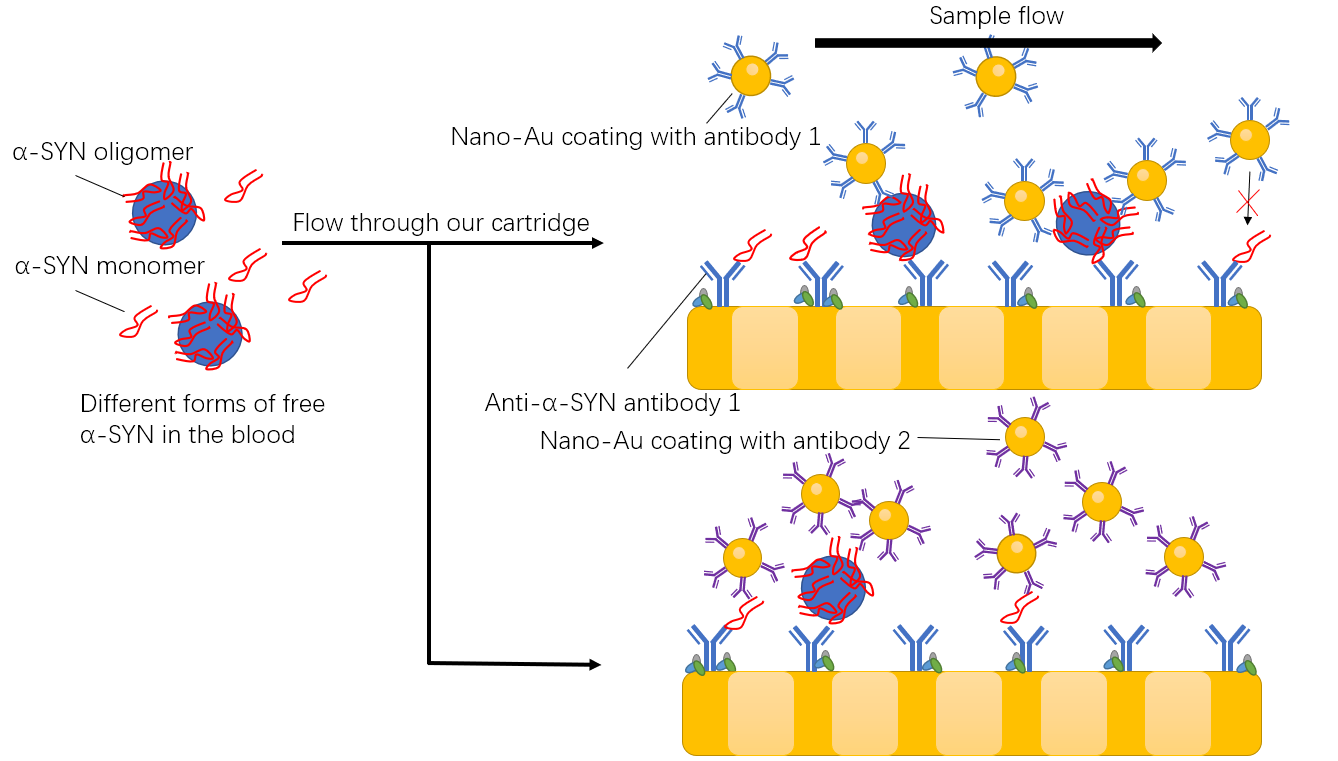 Sample flow
Nano-Au coating with antibody 1
α-SYN oligomer
Flow through our cartridge
α-SYN monomer
Different forms of free
α-SYN in the blood
Anti-α-SYN antibody 1
Nano-Au coating with antibody 2